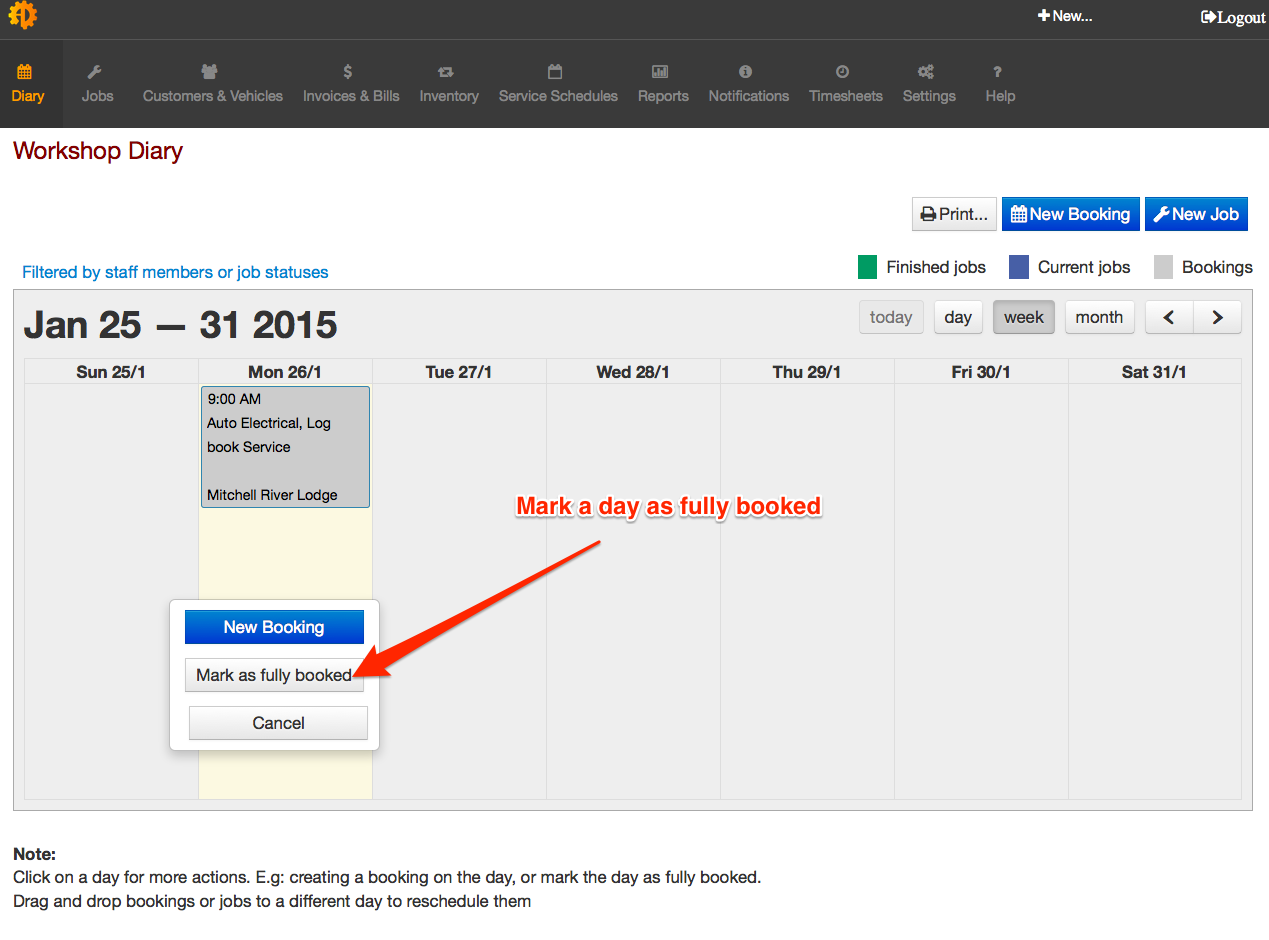 + New...
Logout
Diary
Jobs
Customers & Vehicles
Invoices & Bills
Inventory
Service Schedules
Reports
Notifications
Timesheets
Settings
Help
Workshop Diary
Print...
New Booking
New Job
Filtered by staff members or job statuses
Finished jobs
Current jobs
Bookings
Jan 25 — 31 2015
today
day
week
month
Sun 25/1
Mon 26/1
Tue 27/1
Wed 28/1
Thu 29/1
Fri 30/1
Sat 31/1
9:00 AM
Auto Electrical, Log
book Service
Mitchell River Lodge
Mark a day as fully booked
New Booking
Mark as fully booked
Cancel
Note:
Click on a day for more actions. E.g: creating a booking on the day, or mark the day as fully booked.
Drag and drop bookings or jobs to a different day to reschedule them